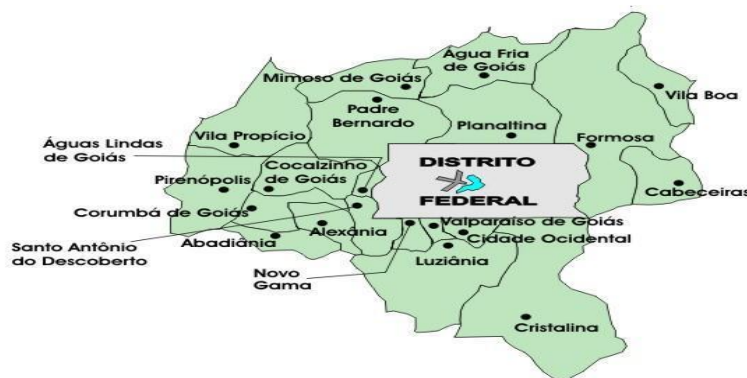 Água Fria
de Goiás
Mimoso de Goiás
Vila Boa
Padre
Bernardo
Planaltina
Vila Propício
Formosa
Águas Lindas
de Goiás
Cocalzinho
de Goiás
DISTRITO
FEDERAL
Pirenópolis
Cabeceiras
Corumbá de Goiás
Valparaíso de Goiás
Alexânia
Cidade Ocidental
Abadiânia
Santo Antônio
do Descoberto
Luziânia
Novo
Gama
Cristalina